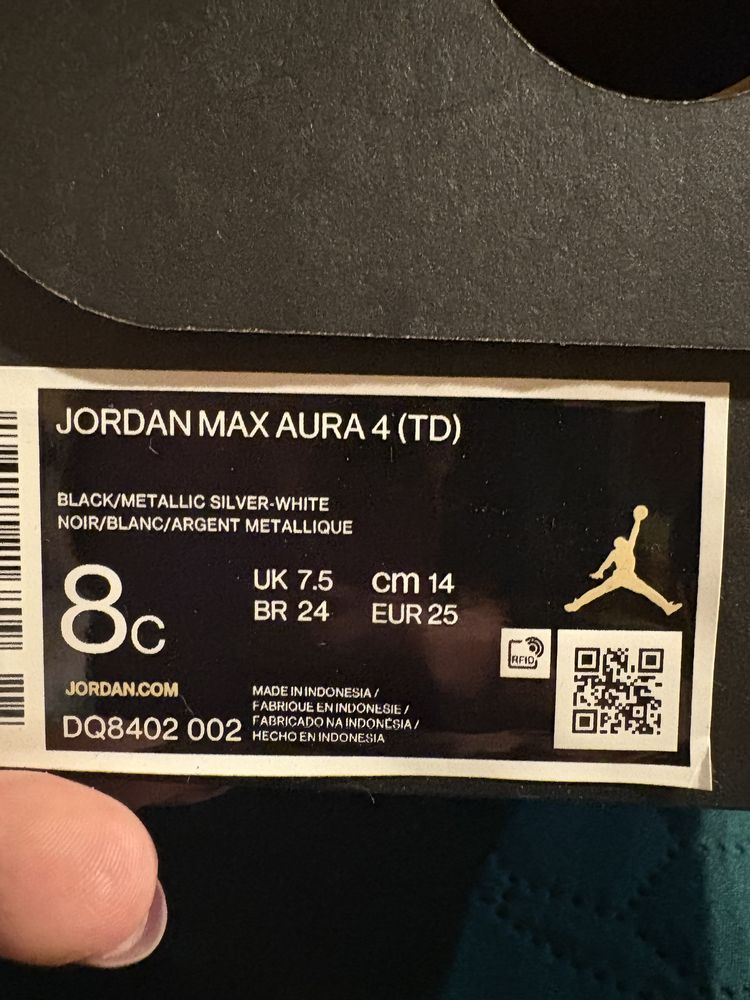 JORDAN MAX AURA 4 (TD)
BLACK/METALLIC SILVER-WHITE
NOIR/BLANC/ARGENT METALLIQUE
8C
UK 7.5 cm 14
BR 24 EUR 25
RFID
JORDAN.COM
DQ8402 002
MADE IN INDONESIA /
FABRIQUE EN INDONESIE /
FABRICADO NA INDONESIA /
HECHO EN INDONESIA